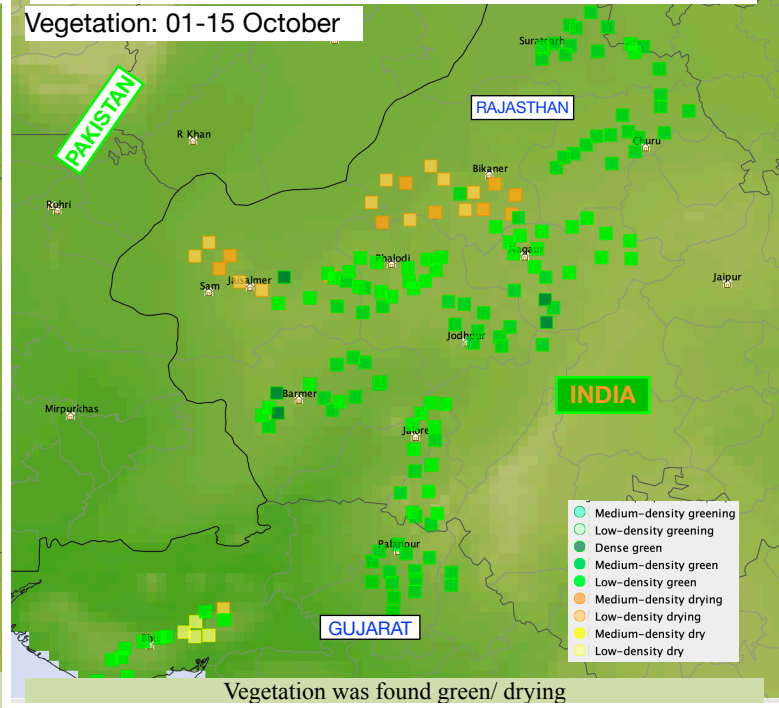 Vegetation: 01-15 October
Suratgarh
PAKISTAN
RAJASTHAN
R Khan
Churu
Bikaner
Rohri
Nagaur
Phalodi
Jaisalmer
Sam
Jaipur
Jodhpur
INDIA
Barmer
Mirpurkhas
Jalore
Medium-density greening
Low-density greening
Dense green
Medium-density green
Low-density green
Medium-density drying
Low-density drying
Medium-density dry
Low-density dry
Palanpur
GUJARAT
Bhuj
Vegetation was found green/ drying